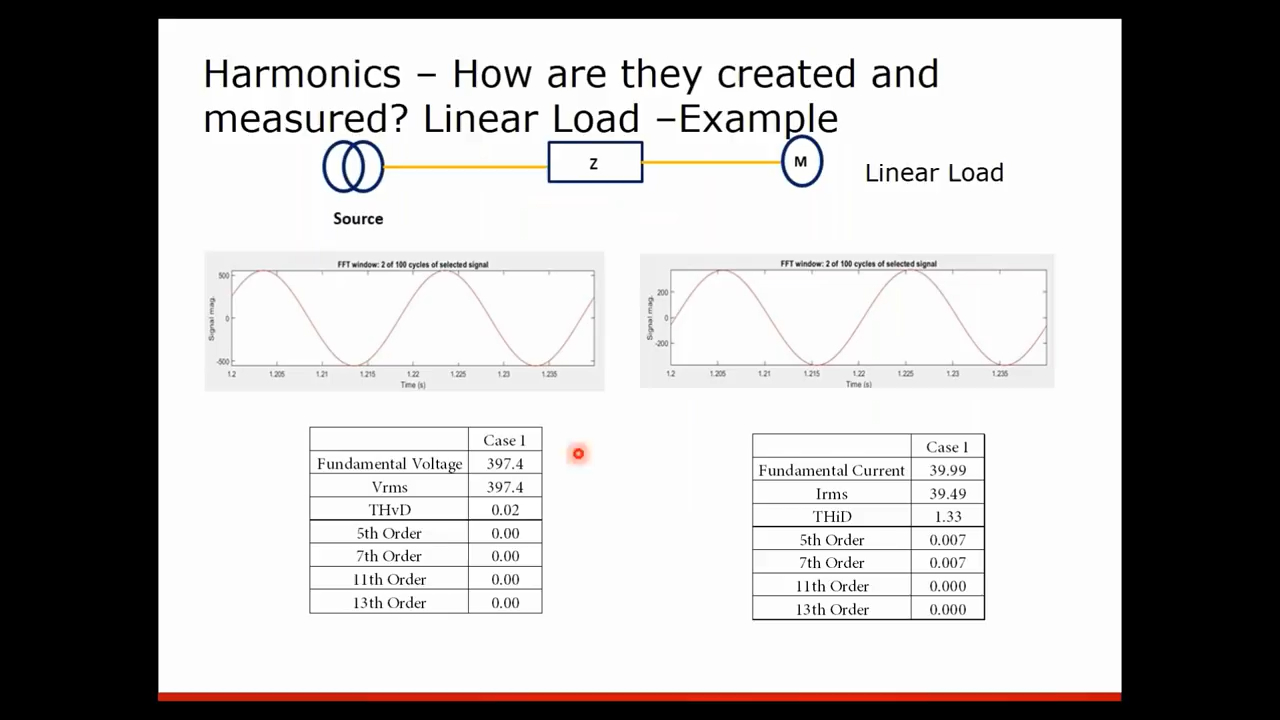 Harmonics – How are they created and
measured? Linear Load –Example
Z
M
Linear Load
Source
FFT window: 2 of 100 cycles of selected signal
Signal mag.
500
0
-500
1.2 1.205 1.21 1.215 1.22 1.225 1.23 1.235
Time (s)
FFT window: 2 of 100 cycles of selected signal
Signal mag.
200
0
-200
1.2 1.205 1.21 1.215 1.22 1.225 1.23 1.235
Time (s)
Case 1
Fundamental Voltage 397.4
Vrms 397.4
THvD 0.02
5th Order 0.00
7th Order 0.00
11th Order 0.00
13th Order 0.00
Case 1
Fundamental Current 39.99
Irms 39.49
THiD 1.33
5th Order 0.007
7th Order 0.007
11th Order 0.000
13th Order 0.000